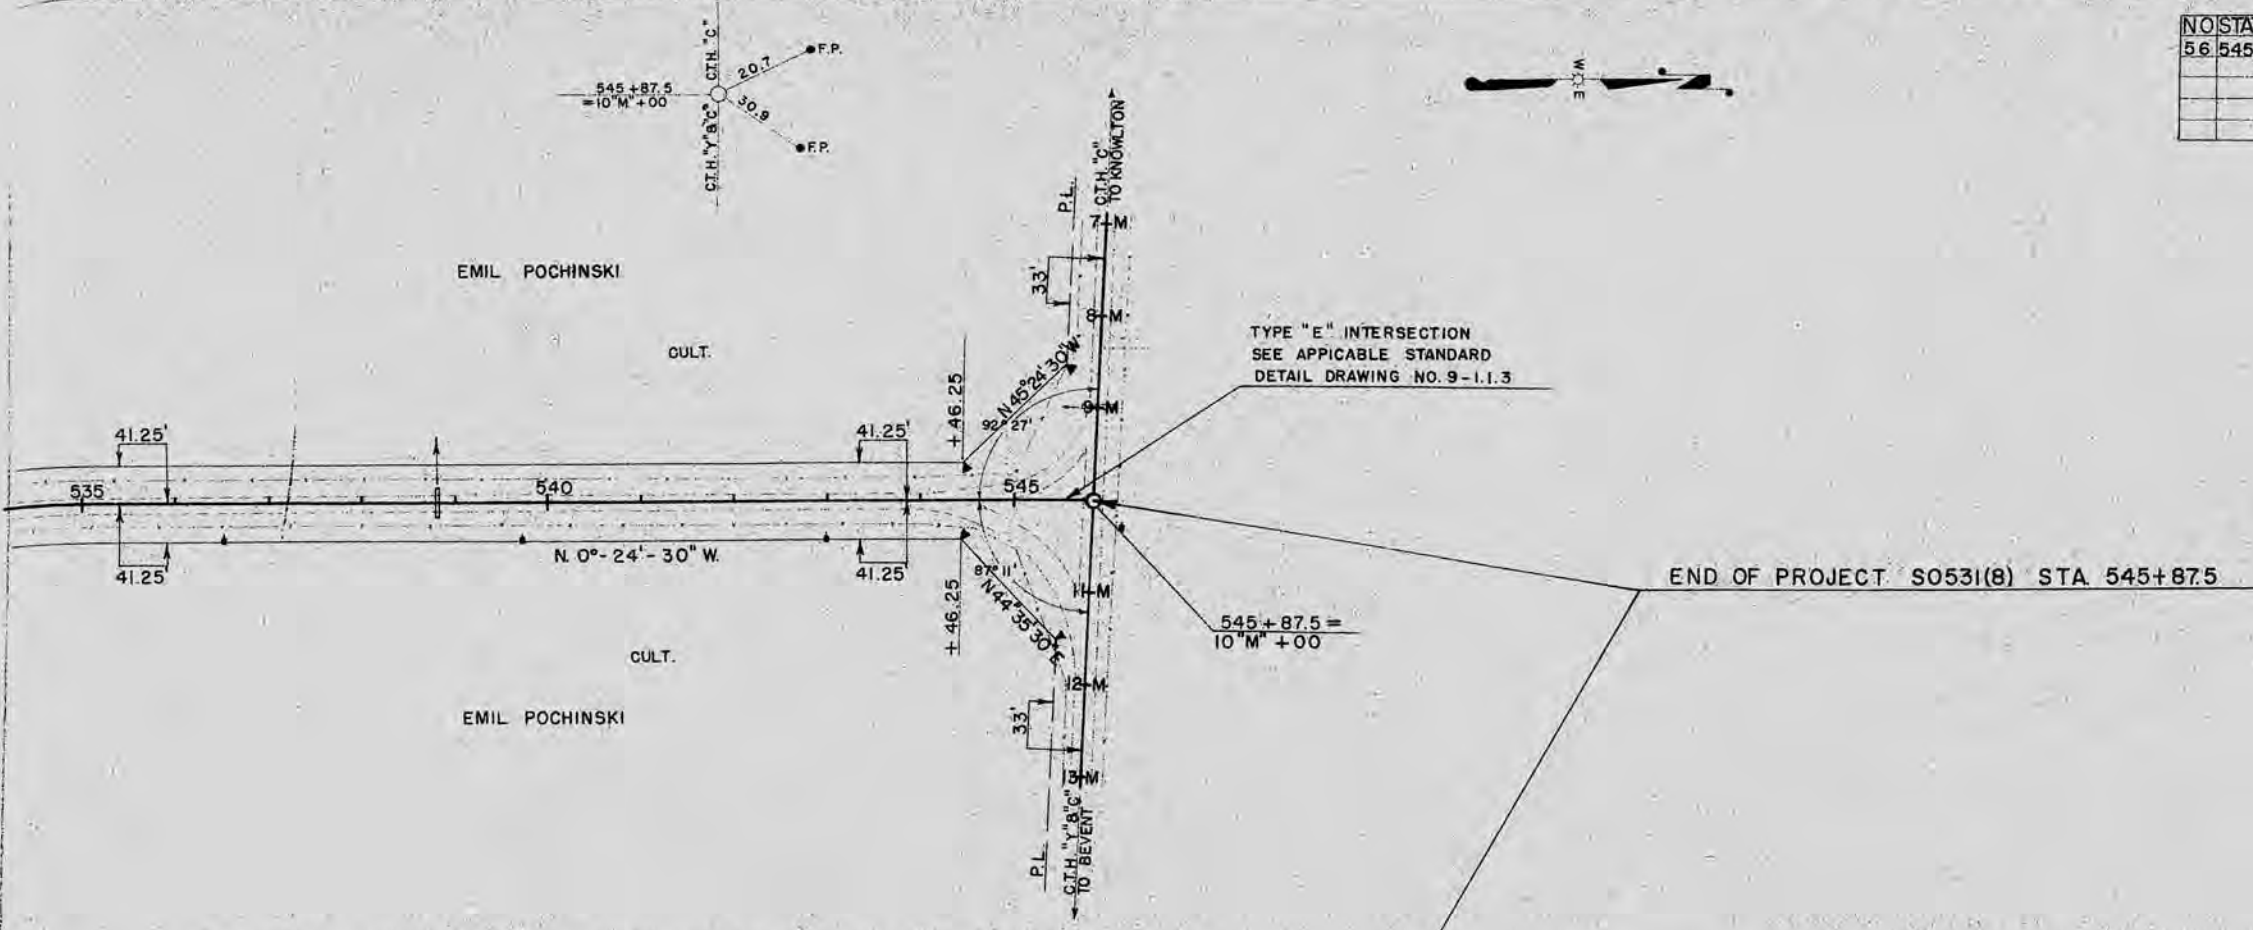 NO STA
56 545
C.T.H. "C"
20.7
F.P.
545+87.5
=10"M"+00
30.9
F.P.
C.T.H. "Y"&"C"
W
E
C.T.H. "C"
TO KNOWLTON
P.L.
7 M
33'
8 M
EMIL POCHINSKI
CULT.
TYPE "E" INTERSECTION
SEE APPICABLE STANDARD
DETAIL DRAWING NO. 9-1.1.3
N 45° 24' 30" W.
+46.25
92° 27'
9 M
41.25'
41.25'
535
540
545
N. 0°-24'-30" W.
41.25'
41.25'
87° 11'
N 44° 35' 30" E.
+46.25
11 M
END OF PROJECT SO531(8) STA. 545+87.5
545+87.5=
10"M"+00
CULT.
12 M
EMIL POCHINSKI
33'
13 M
P.L.
C.T.H. "Y"&"C"
TO BEVENT